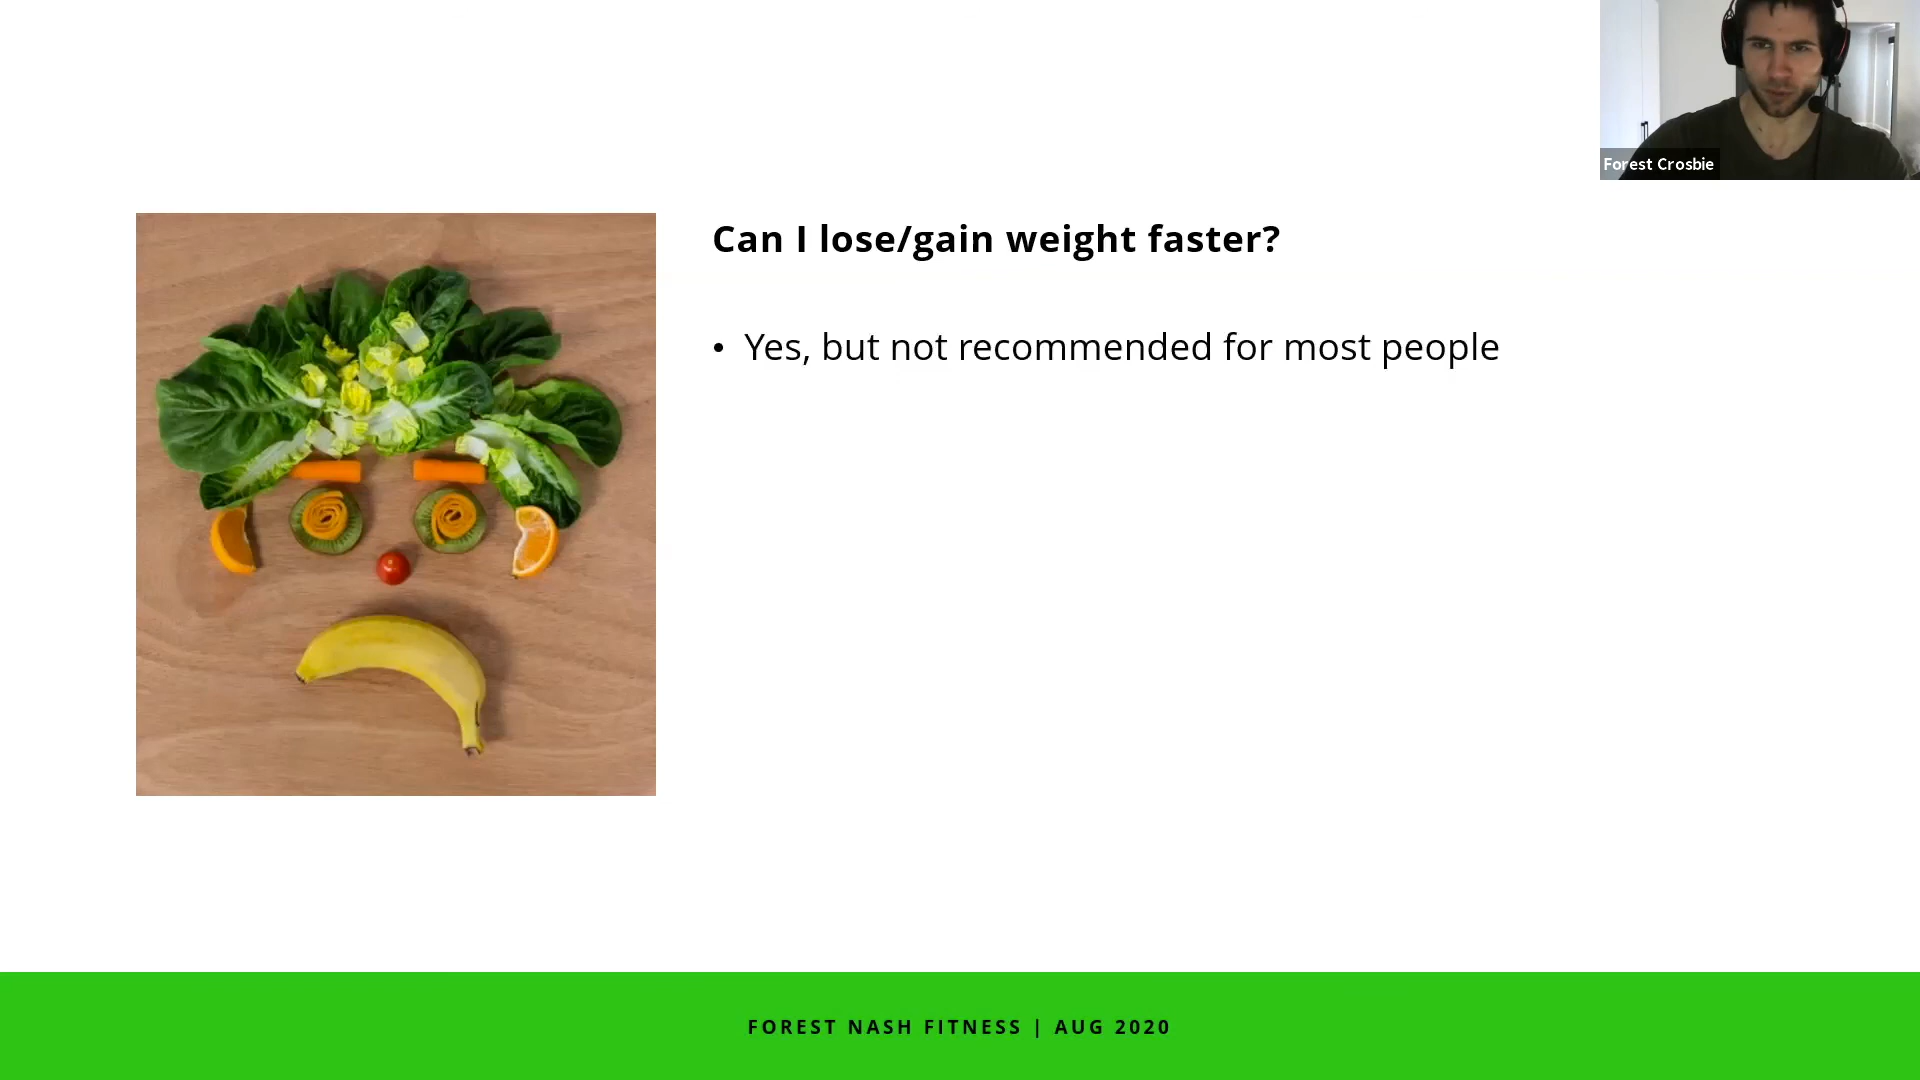 Forest Crosbie
Can I lose/gain weight faster?
• Yes, but not recommended for most people
FOREST NASH FITNESS | AUG 2020